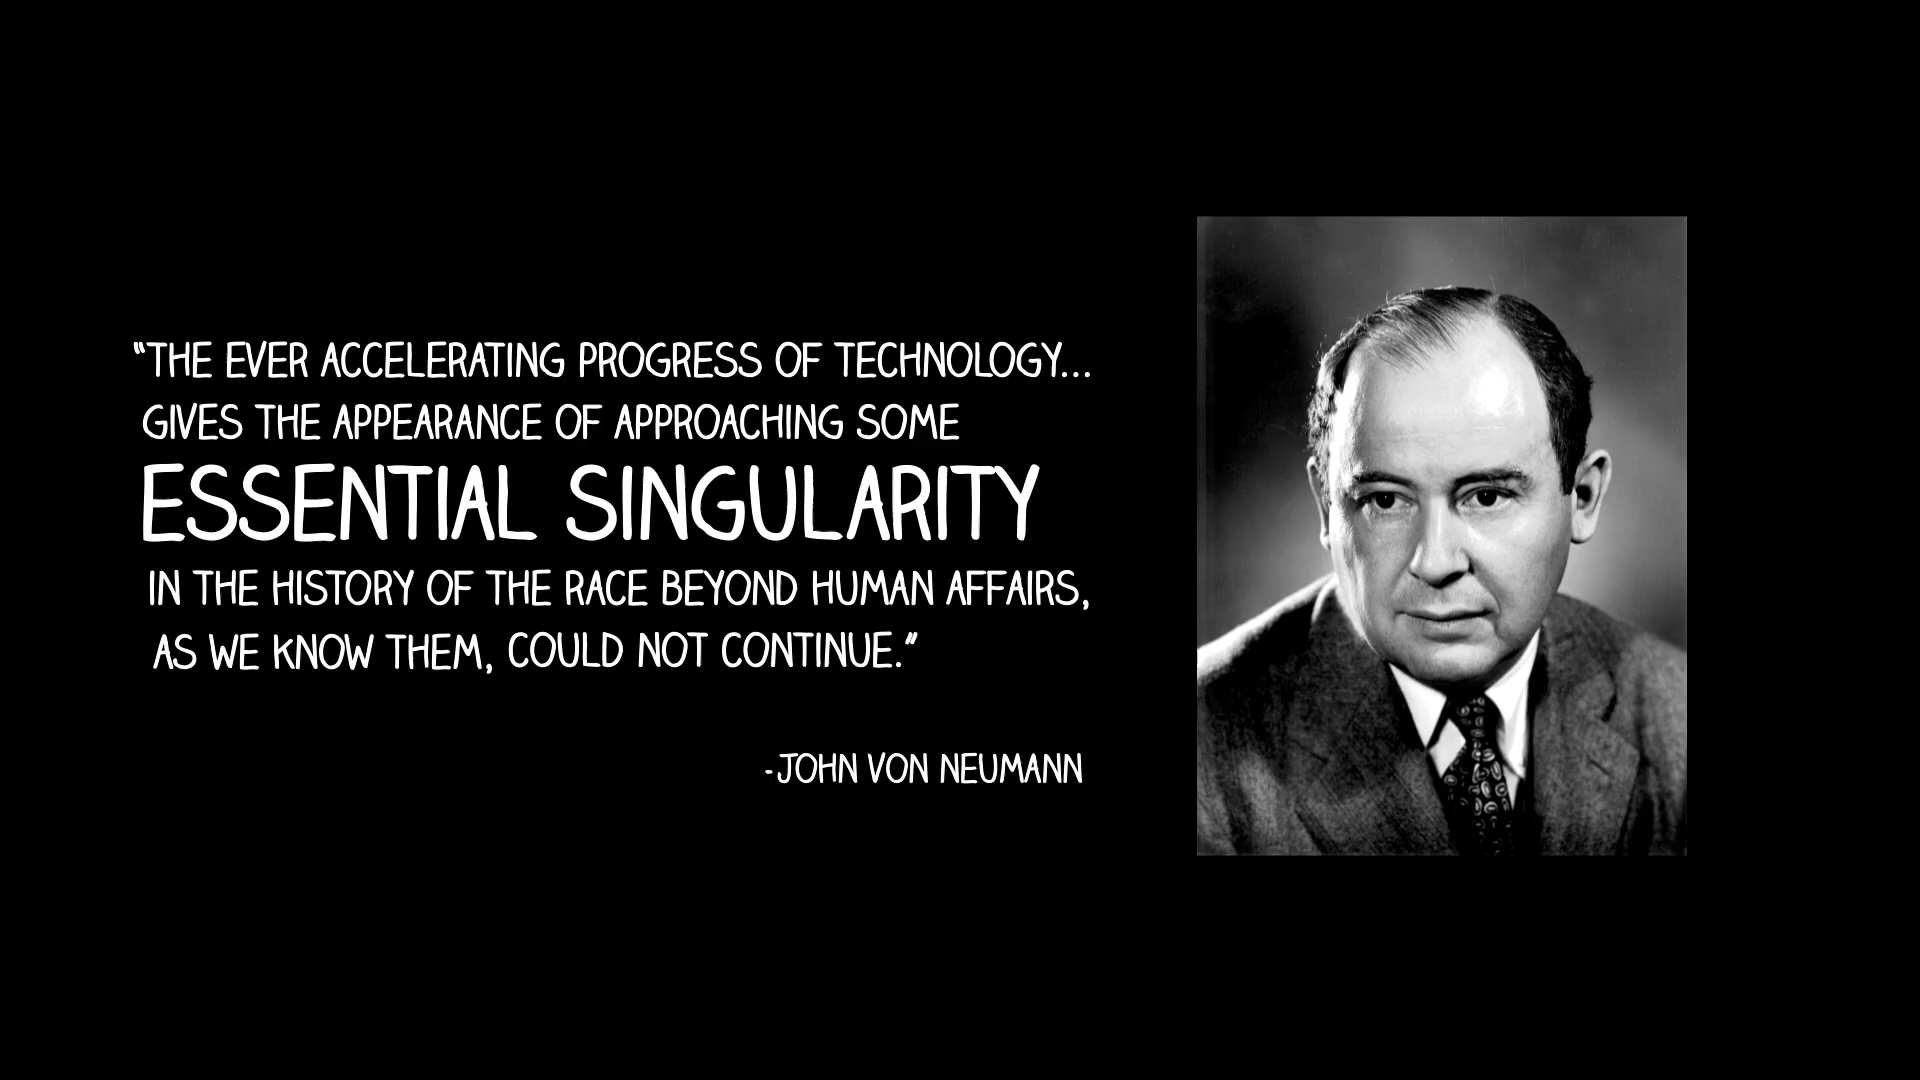 “THE EVER ACCELERATING PROGRESS OF TECHNOLOGY...
GIVES THE APPEARANCE OF APPROACHING SOME
ESSENTIAL SINGULARITY
IN THE HISTORY OF THE RACE BEYOND HUMAN AFFAIRS,
AS WE KNOW THEM, COULD NOT CONTINUE.”
-JOHN VON NEUMANN